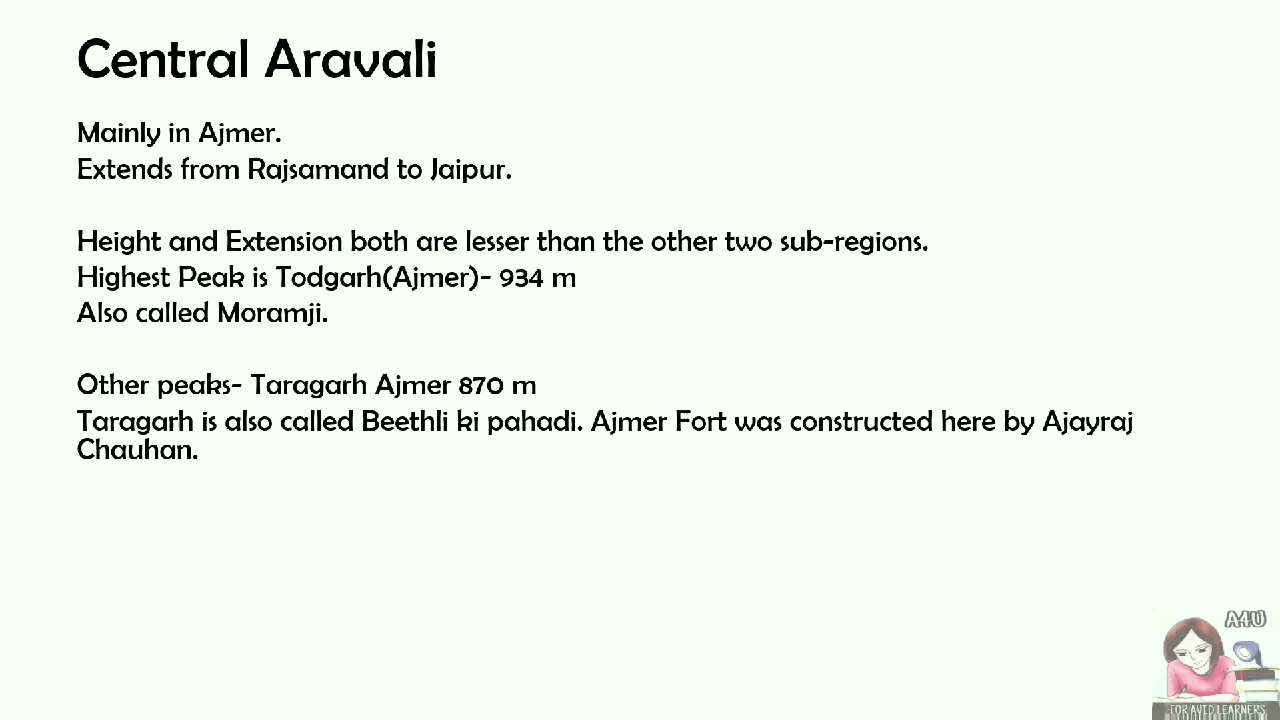 Central Aravali
Mainly in Ajmer.
Extends from Rajsamand to Jaipur.
Height and Extension both are lesser than the other two sub-regions.
Highest Peak is Todgarh(Ajmer)- 934 m
Also called Moramji.
Other peaks- Taragarh Ajmer 870 m
Taragarh is also called Beethli ki pahadi. Ajmer Fort was constructed here by Ajayraj
Chauhan.
A4U
FOR AVID LEARNERS